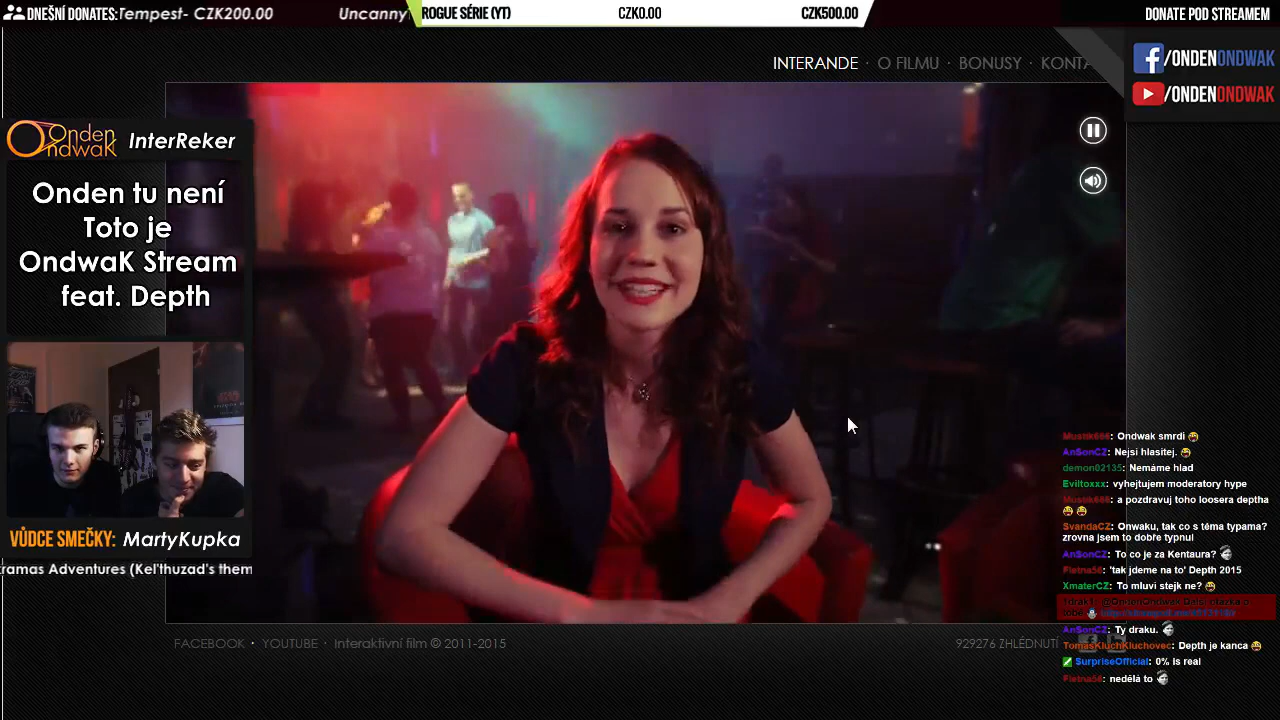 DNEŠNÍ DONATES:
Tempest- CZK200.00
Uncanny
ROGUE SÉRIE (YT)
CZK0.00
CZK500.00
DONATE POD STREAMEM
INTERANDE · O FILMU · BONUSY · KONTA
/ONDENONDWAK
/ONDENONDWAK
Onden
OndwaK
InterReker
Onden tu není
Toto je
OndwaK Stream
feat. Depth
VŮDCE SMEČKY: MartyKupka
ramas Adventures (Kel'thuzad's them
Mustik666: Ondwak smrdi
AnSonCZ: Nejsi hlasitej.
demon02135: Nemáme hlad
Eviltoxxx: vyhejtujem moderatory hype
Mustik666: a pozdravuj toho loosera deptha
SvandaCZ: Onwaku, tak co s téma typama?
zrovna jsem to dobře typnul
AnSonCZ: To co je za Kentaura?
Fletna56: 'tak jdeme na to' Depth 2015
XmaterCZ: To mluvi stejk ne?
AnSonCZ: Ty draku.
TomasKluchKluchovec: Depth je kanca
SurpriseOfficial: 0% is real
Fletna56: nedělá to
FACEBOOK · YOUTUBE · Interaktivní film © 2011-2015
929276 ZHLÉDNUTÍ